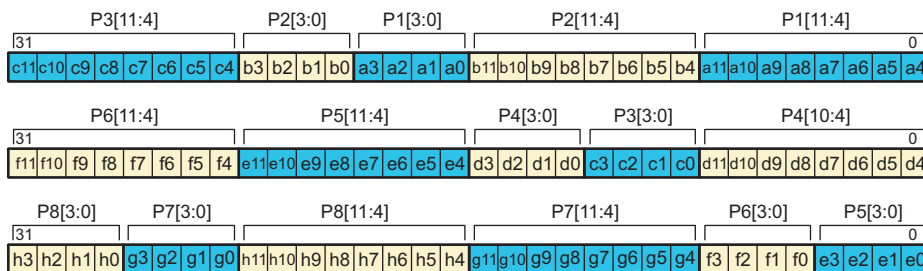 P3[11:4] P2[3:0] P1[3:0] P2[11:4] P1[11:4]
31 0
c11 c10 c9 c8 c7 c6 c5 c4 b3 b2 b1 b0 a3 a2 a1 a0 b11 b10 b9 b8 b7 b6 b5 b4 a11 a10 a9 a8 a7 a6 a5 a4
P6[11:4] P5[11:4] P4[3:0] P3[3:0] P4[10:4]
31 0
f11 f10 f9 f8 f7 f6 f5 f4 e11 e10 e9 e8 e7 e6 e5 e4 d3 d2 d1 d0 c3 c2 c1 c0 d11 d10 d9 d8 d7 d6 d5 d4
P8[3:0] P7[3:0] P8[11:4] P7[11:4] P6[3:0] P5[3:0]
31 0
h3 h2 h1 h0 g3 g2 g1 g0 h11 h10 h9 h8 h7 h6 h5 h4 g11 g10 g9 g8 g7 g6 g5 g4 f3 f2 f1 f0 e3 e2 e1